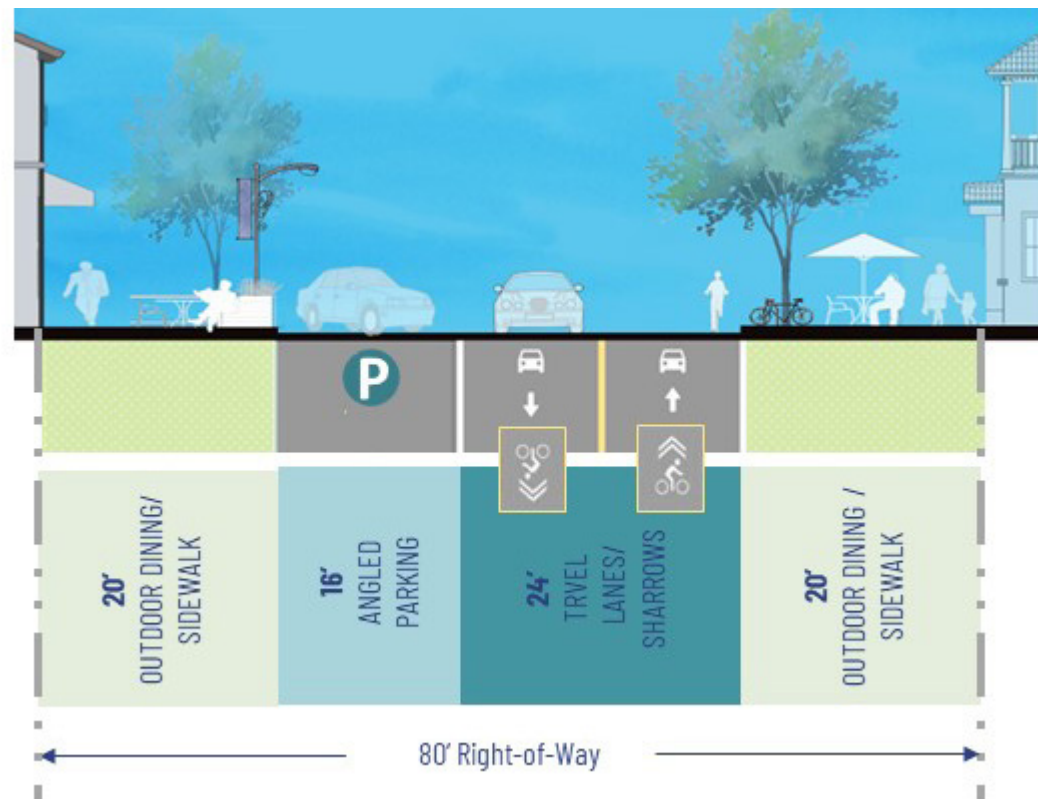 P
20'
OUTDOOR DINING/
SIDEWALK
16'
ANGLED
PARKING
24'
TRVEL
LANES/
SHARROWS
20'
OUTDOOR DINING /
SIDEWALK
80' Right-of-Way